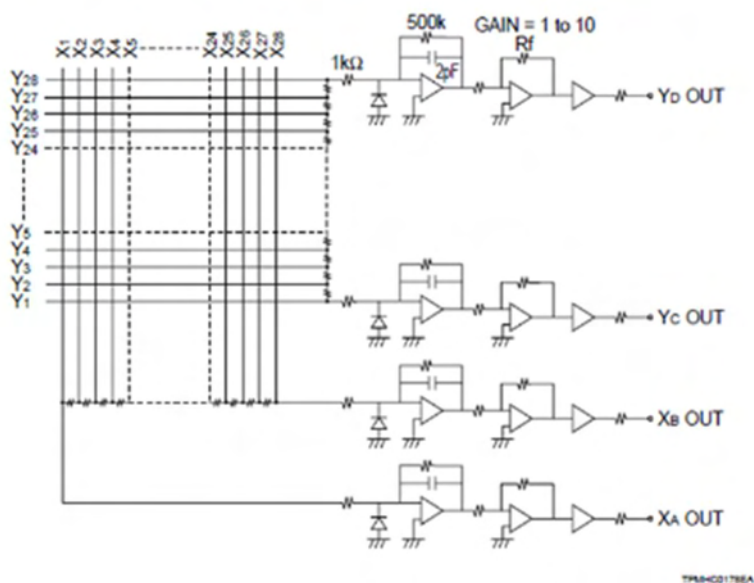 500k
GAIN = 1 to 10
Rf
1kΩ
2pF
X1 X2 X3 X4 X5 X24 X25 X26 X27 X28
Y28
Y27
Y26
Y25
Y24
Y5
Y4
Y3
Y2
Y1
YD OUT
YC OUT
XB OUT
XA OUT